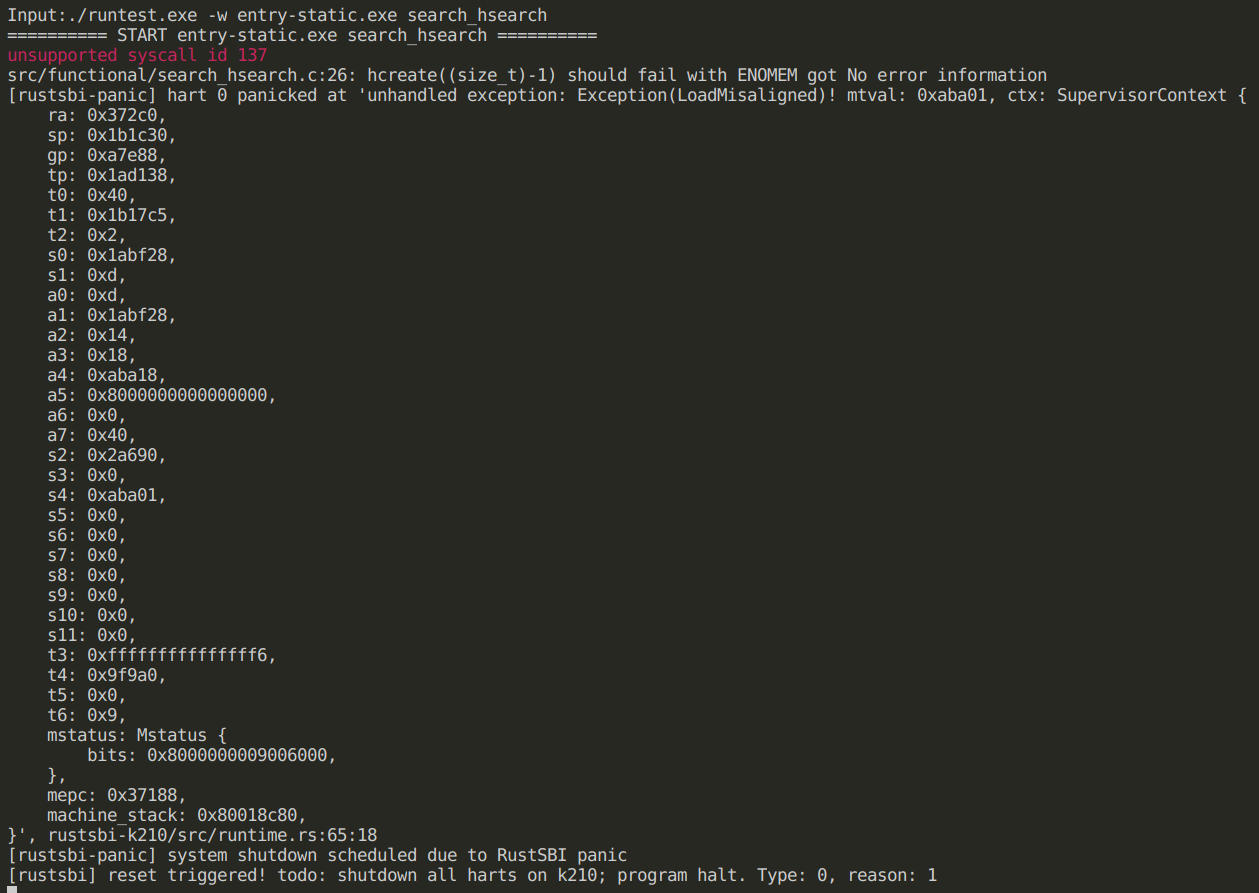 Input:./runtest.exe -w entry-static.exe search_hsearch
========== START entry-static.exe search_hsearch ==========
unsupported syscall id 137
src/functional/search_hsearch.c:26: hcreate((size_t)-1) should fail with ENOMEM got No error information
[rustsbi-panic] hart 0 panicked at 'unhandled exception: Exception(LoadMisaligned)! mtval: 0xaba01, ctx: SupervisorContext {
    ra: 0x372c0,
    sp: 0x1b1c30,
    gp: 0xa7e88,
    tp: 0x1ad138,
    t0: 0x40,
    t1: 0x1b17c5,
    t2: 0x2,
    s0: 0x1abf28,
    s1: 0xd,
    a0: 0xd,
    a1: 0x1abf28,
    a2: 0x14,
    a3: 0x18,
    a4: 0xaba18,
    a5: 0x8000000000000000,
    a6: 0x0,
    a7: 0x40,
    s2: 0x2a690,
    s3: 0x0,
    s4: 0xaba01,
    s5: 0x0,
    s6: 0x0,
    s7: 0x0,
    s8: 0x0,
    s9: 0x0,
    s10: 0x0,
    s11: 0x0,
    t3: 0xfffffffffffffff6,
    t4: 0x9f9a0,
    t5: 0x0,
    t6: 0x9,
    mstatus: Mstatus {
        bits: 0x8000000009006000,
    },
    mepc: 0x37188,
    machine_stack: 0x80018c80,
}', rustsbi-k210/src/runtime.rs:65:18
[rustsbi-panic] system shutdown scheduled due to RustSBI panic
[rustsbi] reset triggered! todo: shutdown all harts on k210; program halt. Type: 0, reason: 1